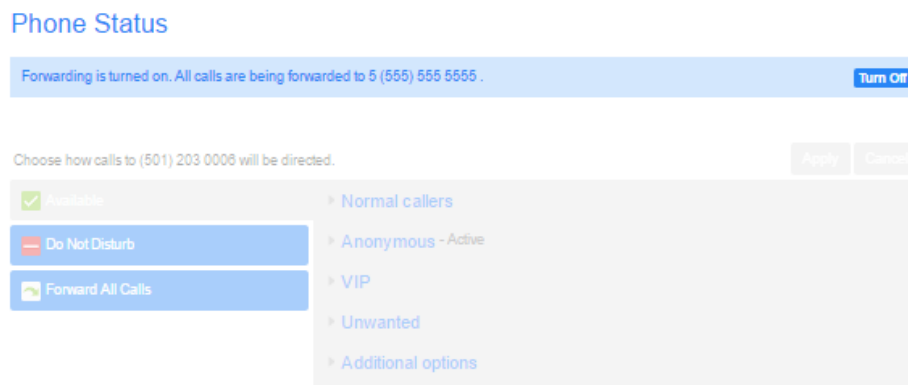 Phone Status
Forwarding is turned on. All calls are being forwarded to 5 (555) 555 5555 .
Turn Off
Choose how calls to (501) 203 0006 will be directed.
Apply
Cancel
Available
Normal callers
Do Not Disturb
Anonymous - Active
Forward All Calls
VIP
Unwanted
Additional options